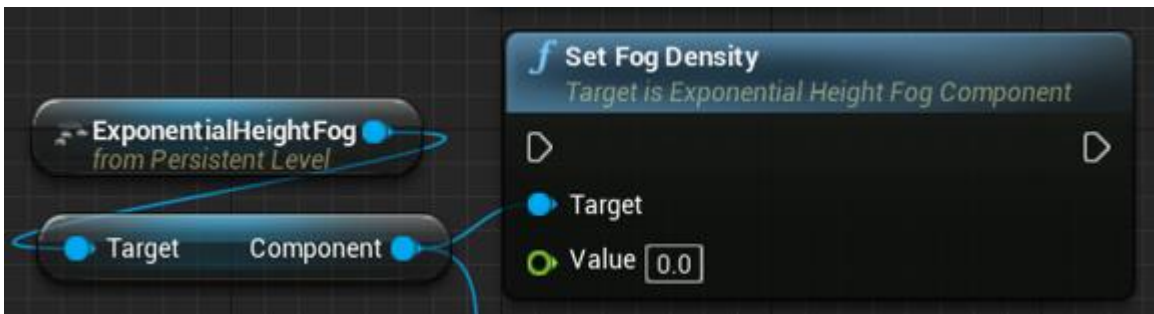 ExponentialHeightFog
from Persistent Level
Target Component
f Set Fog Density
Target is Exponential Height Fog Component
Target
Value 0.0